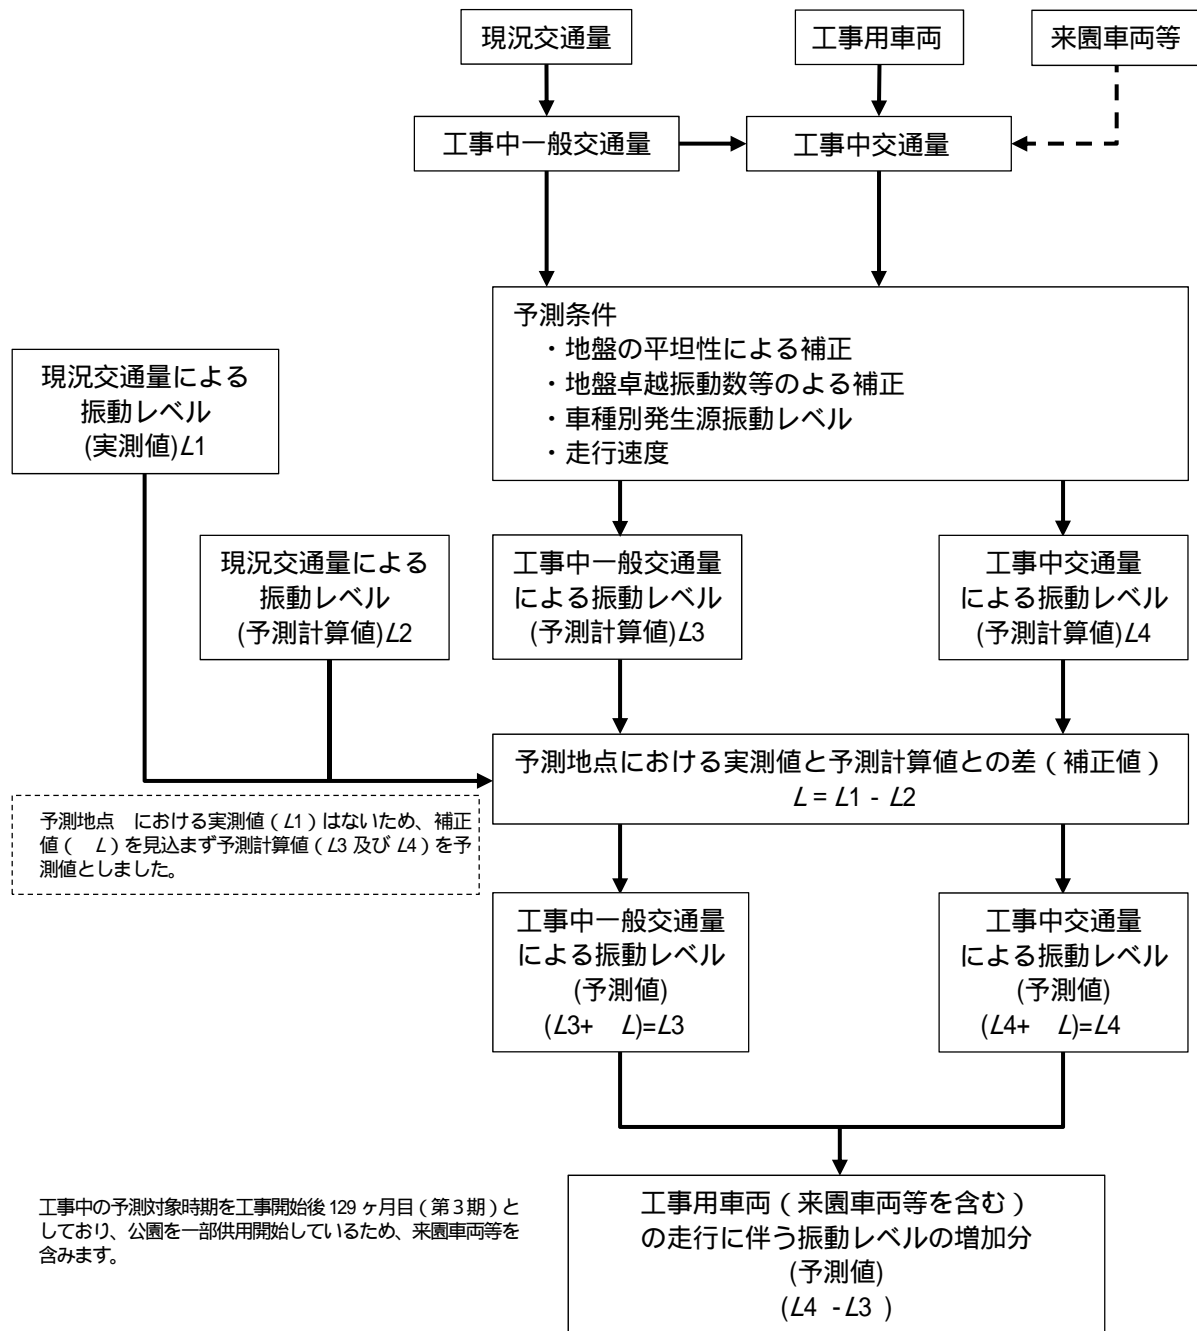 現況交通量
工事用車両
来園車両等
工事中一般交通量
工事中交通量
予測条件
・地盤の平坦性による補正
・地盤卓越振動数等のよる補正
・車種別発生源振動レベル
・走行速度
現況交通量による
振動レベル
(実測値)L1
現況交通量による
振動レベル
(予測計算値)L2
工事中一般交通量
による振動レベル
(予測計算値)L3
工事中交通量
による振動レベル
(予測計算値)L4
予測地点における実測値と予測計算値との差（補正値）
L = L1 - L2
予測地点　における実測値（L1）はないため、補正
値（　L）を見込まず予測計算値（L3 及び L4）を予
測値としました。
工事中一般交通量
による振動レベル
(予測値)
(L3+　L)=L3
工事中交通量
による振動レベル
(予測値)
(L4+　L)=L4
工事中の予測対象時期を工事開始後 129 ヶ月目（第３期）と
しており、公園を一部供用開始しているため、来園車両等を
含みます。
工事用車両（来園車両等を含む）
の走行に伴う振動レベルの増加分
(予測値)
(L4 - L3 )